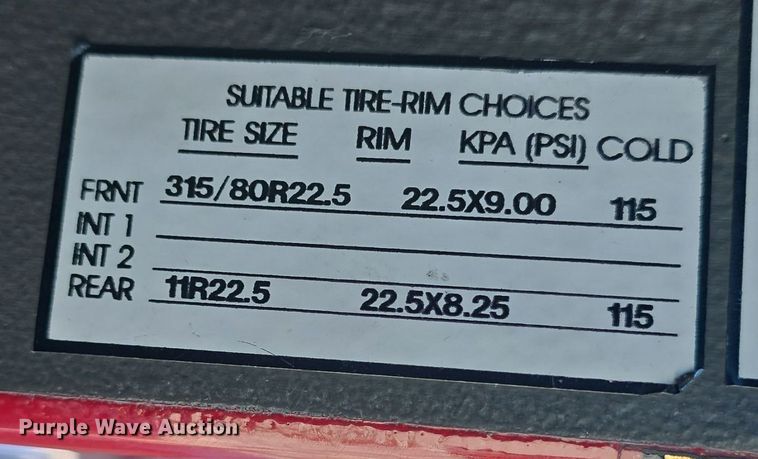 SUITABLE TIRE-RIM CHOICES
TIRE SIZE RIM KPA (PSI) COLD
FRNT 315/80R22.5 22.5X9.00 115
INT 1
INT 2
REAR 11R22.5 22.5X8.25 115
Purple Wave Auction